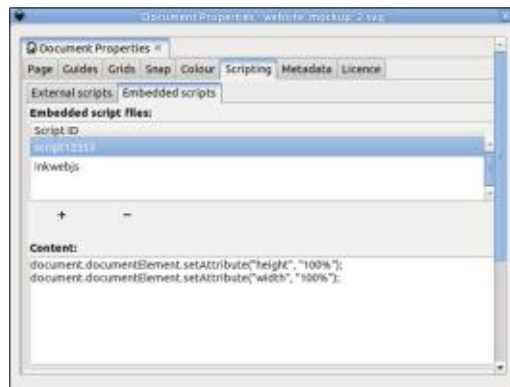 Document Properties - website mockup 2.svg
Document Properties
Page Guides Grids Snap Colour Scripting Metadata Licence
External scripts Embedded scripts
Embedded script files:
Script ID
script12353
inkwebjs
+ −
Content:
document.documentElement.setAttribute("height", "100%");
document.documentElement.setAttribute("width", "100%");